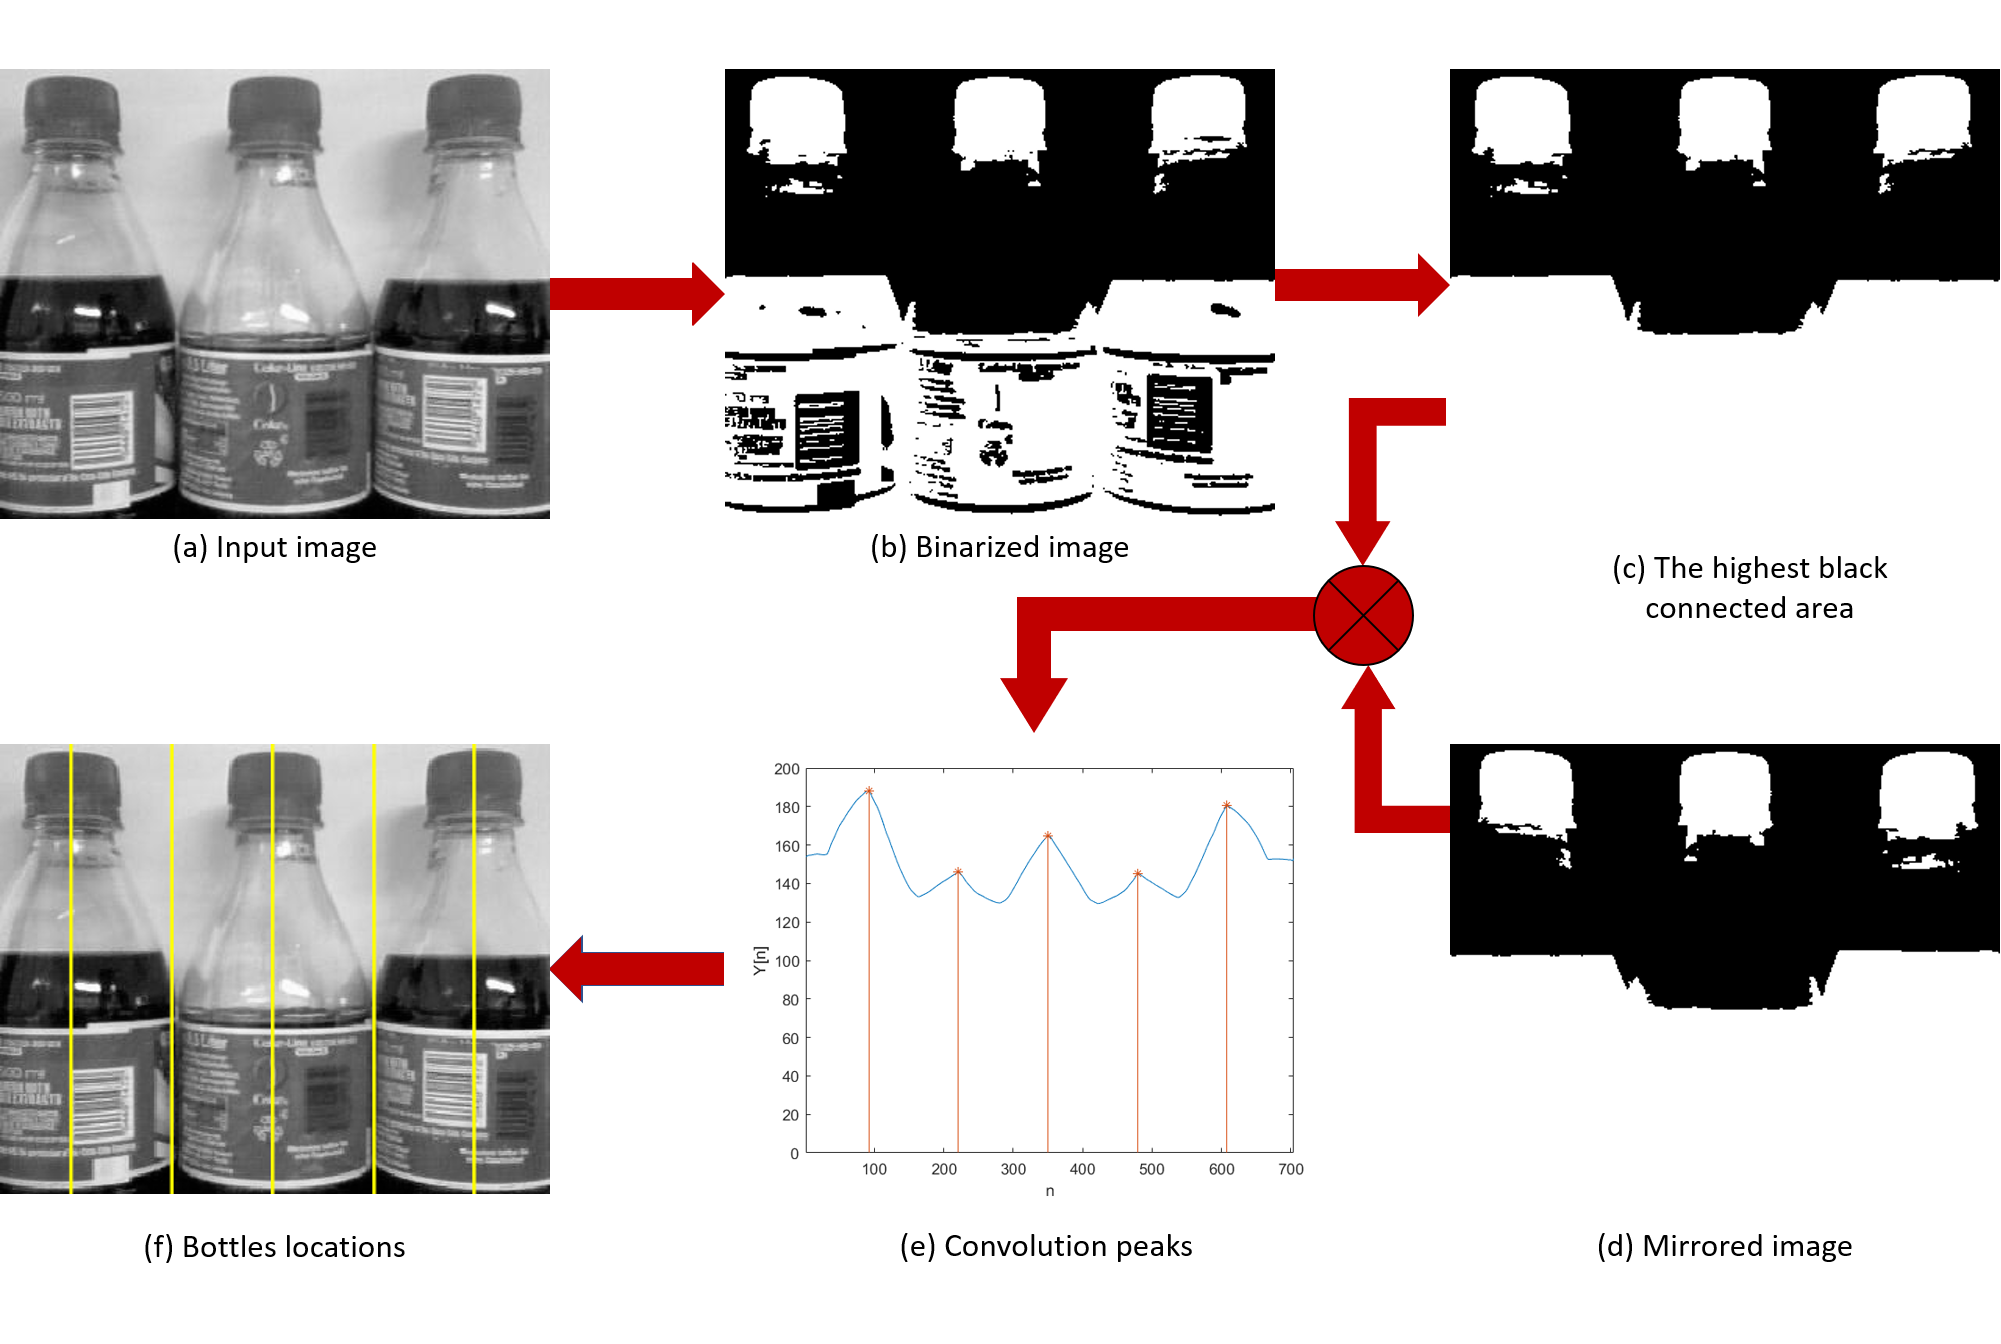 (a) Input image
(b) Binarized image
(c) The highest black
connected area
200
180
160
140
120
100
80
60
40
20
0
Y[n]
100 200 300 400 500 600 700
n
(f) Bottles locations
(e) Convolution peaks
(d) Mirrored image